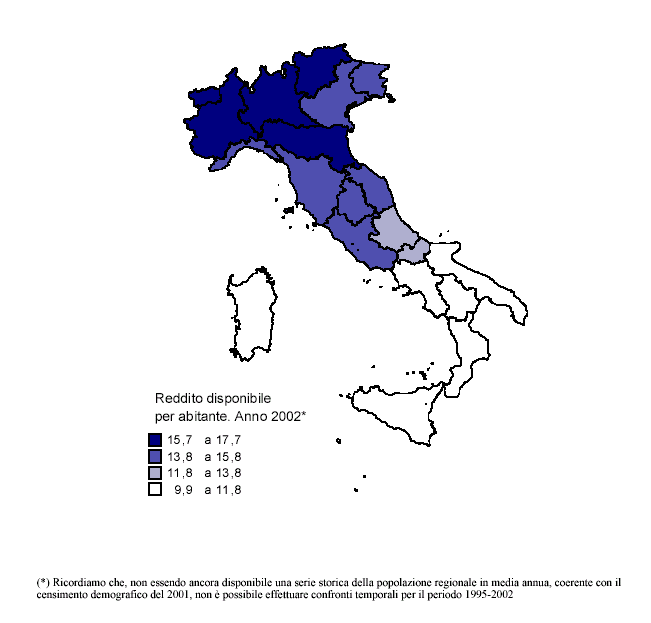 Reddito disponibile
per abitante. Anno 2002*
15,7 a 17,7
13,8 a 15,8
11,8 a 13,8
9,9 a 11,8
(*) Ricordiamo che, non essendo ancora disponibile una serie storica della popolazione regionale in media annua, coerente con il
censimento demografico del 2001, non è possibile effettuare confronti temporali per il periodo 1995-2002